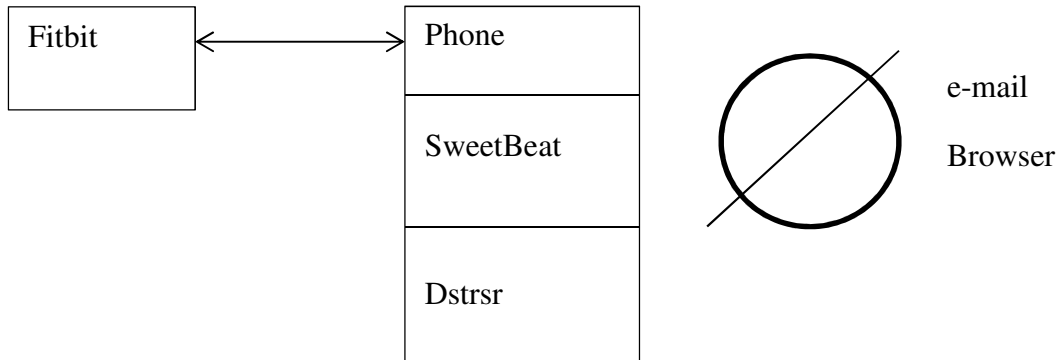 Fitbit
Phone
SweetBeat
Dstrsr
e-mail
Browser